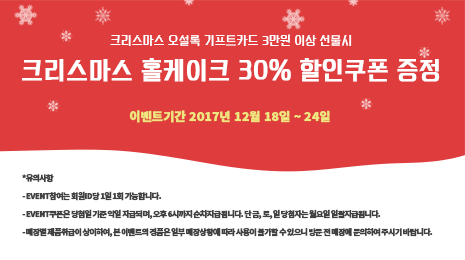 크리스마스 오설록 기프트카드 3만원 이상 선물시
크리스마스 홀케이크 30% 할인쿠폰 증정
이벤트기간 2017년 12월 18일 ~ 24일
*유의사항
- EVENT참여는 회원ID당 1일 1회 가능합니다.
- EVENT쿠폰은 당첨일 기준 익일 지급되며, 오후 6시까지 순차지급 됩니다. 단 금, 토, 일 당첨자는 월요일 일괄지급됩니다.
- 매장별 제품취급이 상이하여, 본 이벤트의 경품은 일부 매장상황에 따라 사용이 불가할 수 있으니 방문 전 매장에 문의하여 주시기 바랍니다.